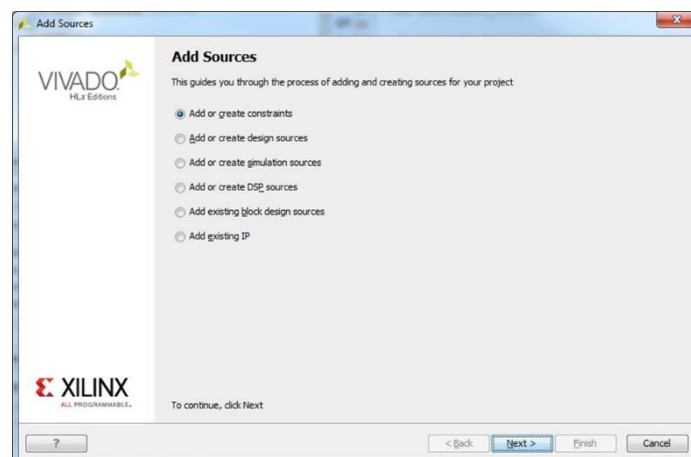 Add Sources
VIVADO.
HLx Editions
Add Sources
This guides you through the process of adding and creating sources for your project
Add or create constraints
Add or create design sources
Add or create simulation sources
Add or create DSP sources
Add existing block design sources
Add existing IP
XILINX
ALL PROGRAMMABLE.
To continue, click Next
?
< Back
Next >
Finish
Cancel